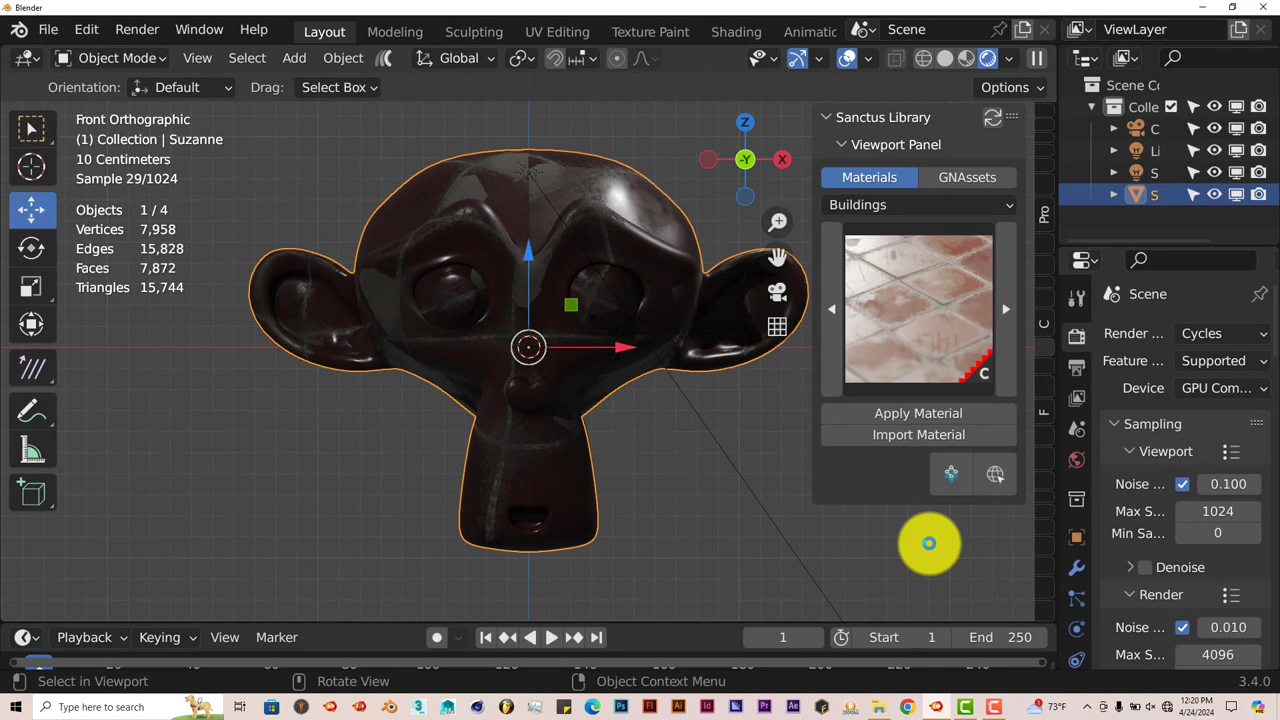 Blender
File Edit Render Window Help Layout Modeling Sculpting UV Editing Texture Paint Shading Animatic Scene ViewLayer
Object Mode View Select Add Object Global
Orientation: Default Drag: Select Box Options
Front Orthographic
(1) Collection | Suzanne
10 Centimeters
Sample 29/1024
Objects 1 / 4
Vertices 7,958
Edges 15,828
Faces 7,872
Triangles 15,744
Z
X
-Y
Sanctus Library
Viewport Panel
Materials GNAssets
Buildings
C
Apply Material
Import Material
Pro
C
F
Scene Cc
Colle
C
Li
S
S
Scene
Render ... Cycles
Feature ... Supported
Device GPU Com...
Sampling
Viewport
Noise ... 0.100
Max S... 1024
Min Sa... 0
Denoise
Render
Noise ... 0.010
Max S... 4096
Playback Keying View Marker 1 Start 1 End 250
Select in Viewport Rotate View Object Context Menu 3.4.0
Type here to search 73°F 12:20 PM
4/24/2024